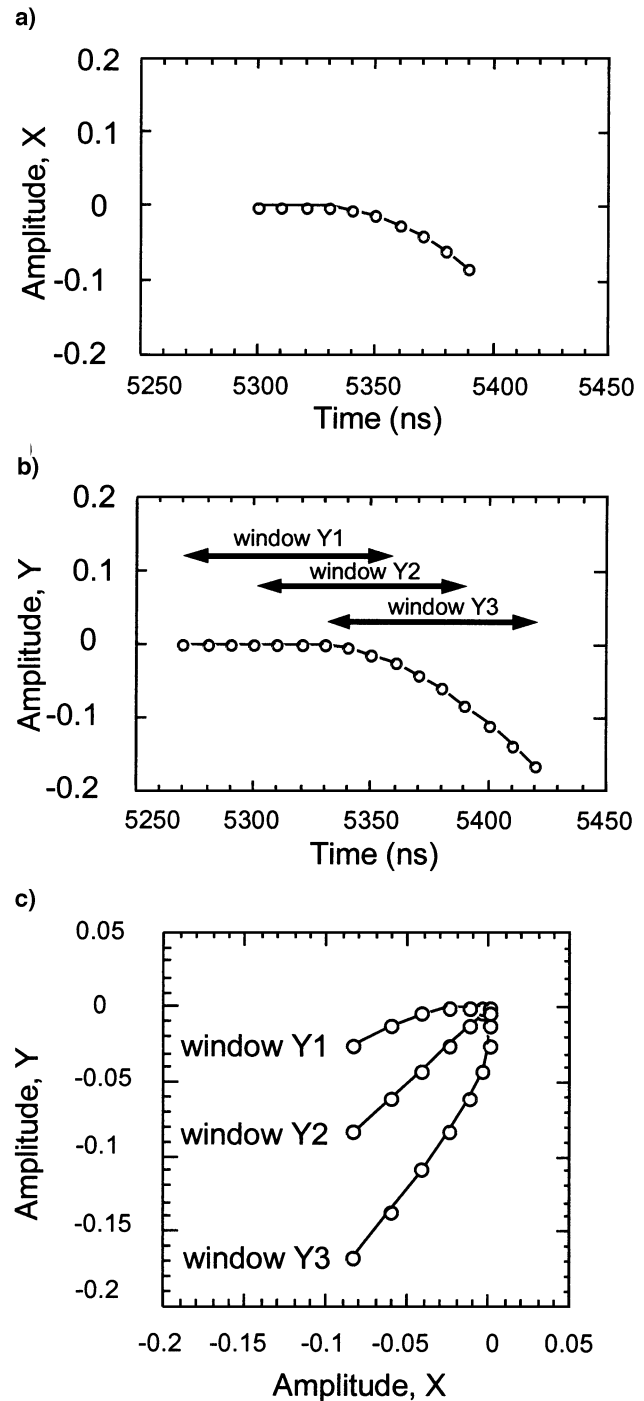 a)
0.2
0.1
0
-0.1
-0.2
Amplitude, X
5250 5300 5350 5400 5450
Time (ns)
b)
0.2
0.1
0
-0.1
-0.2
Amplitude, Y
window Y1
window Y2
window Y3
5250 5300 5350 5400 5450
Time (ns)
c)
0.05
0
-0.05
-0.1
-0.15
-0.2
Amplitude, Y
window Y1
window Y2
window Y3
-0.2 -0.15 -0.1 -0.05 0 0.05
Amplitude, X